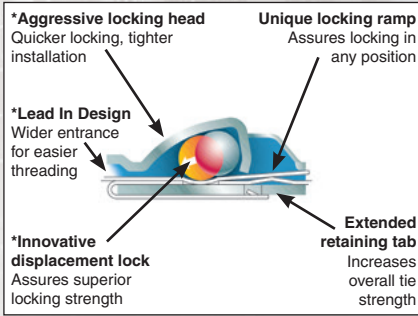 *Aggressive locking head
Quicker locking, tighter
installation
Unique locking ramp
Assures locking in
any position
*Lead In Design
Wider entrance
for easier
threading
*Innovative
displacement lock
Assures superior
locking strength
Extended
retaining tab
Increases
overall tie
strength